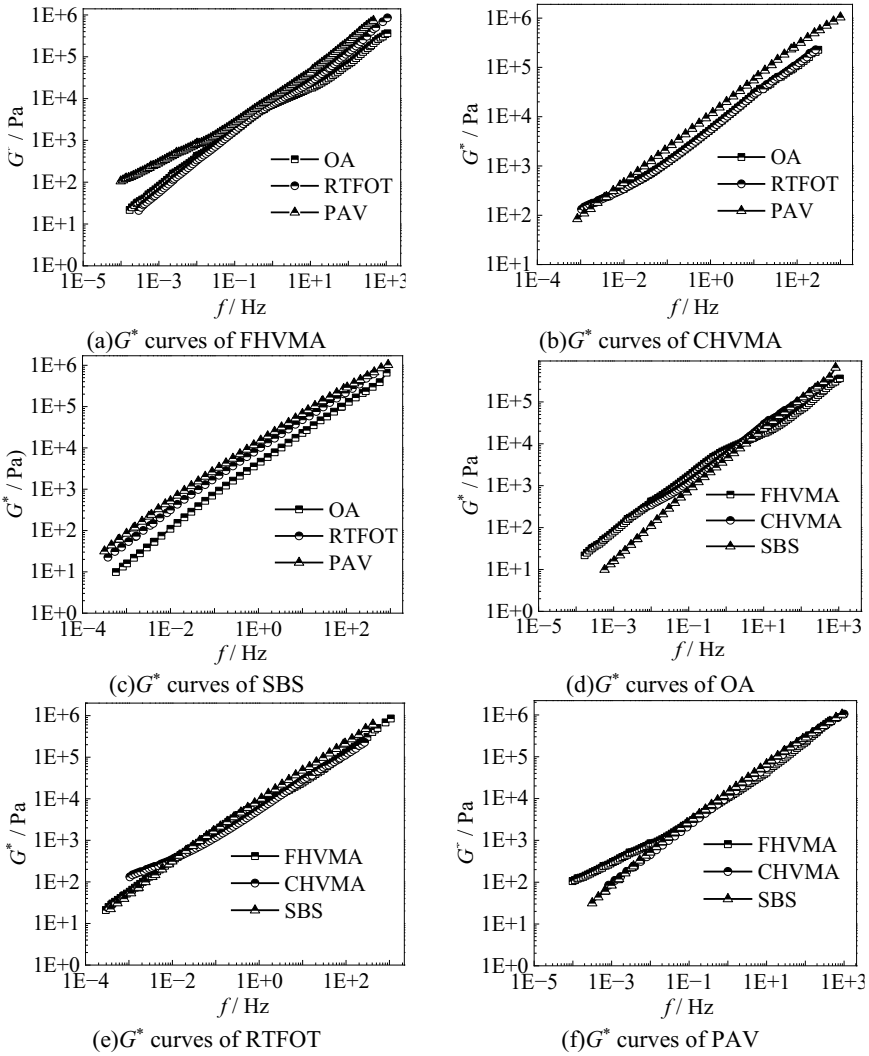 1E+6
1E+5
1E+4
1E+3
1E+2
1E+1
1E+0
G* / Pa
OA
RTFOT
PAV
1E−5 1E−3 1E−1 1E+1 1E+3
f / Hz
(a)G* curves of FHVMA
1E+6
1E+5
1E+4
1E+3
1E+2
1E+1
G* / Pa
OA
RTFOT
PAV
1E−4 1E−2 1E+0 1E+2
f / Hz
(b)G* curves of CHVMA
1E+6
1E+5
1E+4
1E+3
1E+2
1E+1
1E+0
G* / Pa)
OA
RTFOT
PAV
1E−4 1E−2 1E+0 1E+2
f / Hz
(c)G* curves of SBS
1E+5
1E+4
1E+3
1E+2
1E+1
1E+0
G* / Pa
FHVMA
CHVMA
SBS
1E−5 1E−3 1E−1 1E+1 1E+3
f / Hz
(d)G* curves of OA
1E+6
1E+5
1E+4
1E+3
1E+2
1E+1
1E+0
G* / Pa
FHVMA
CHVMA
SBS
1E−4 1E−2 1E+0 1E+2
f / Hz
(e)G* curves of RTFOT
1E+6
1E+5
1E+4
1E+3
1E+2
1E+1
1E+0
G* / Pa
FHVMA
CHVMA
SBS
1E−5 1E−3 1E−1 1E+1 1E+3
f / Hz
(f)G* curves of PAV